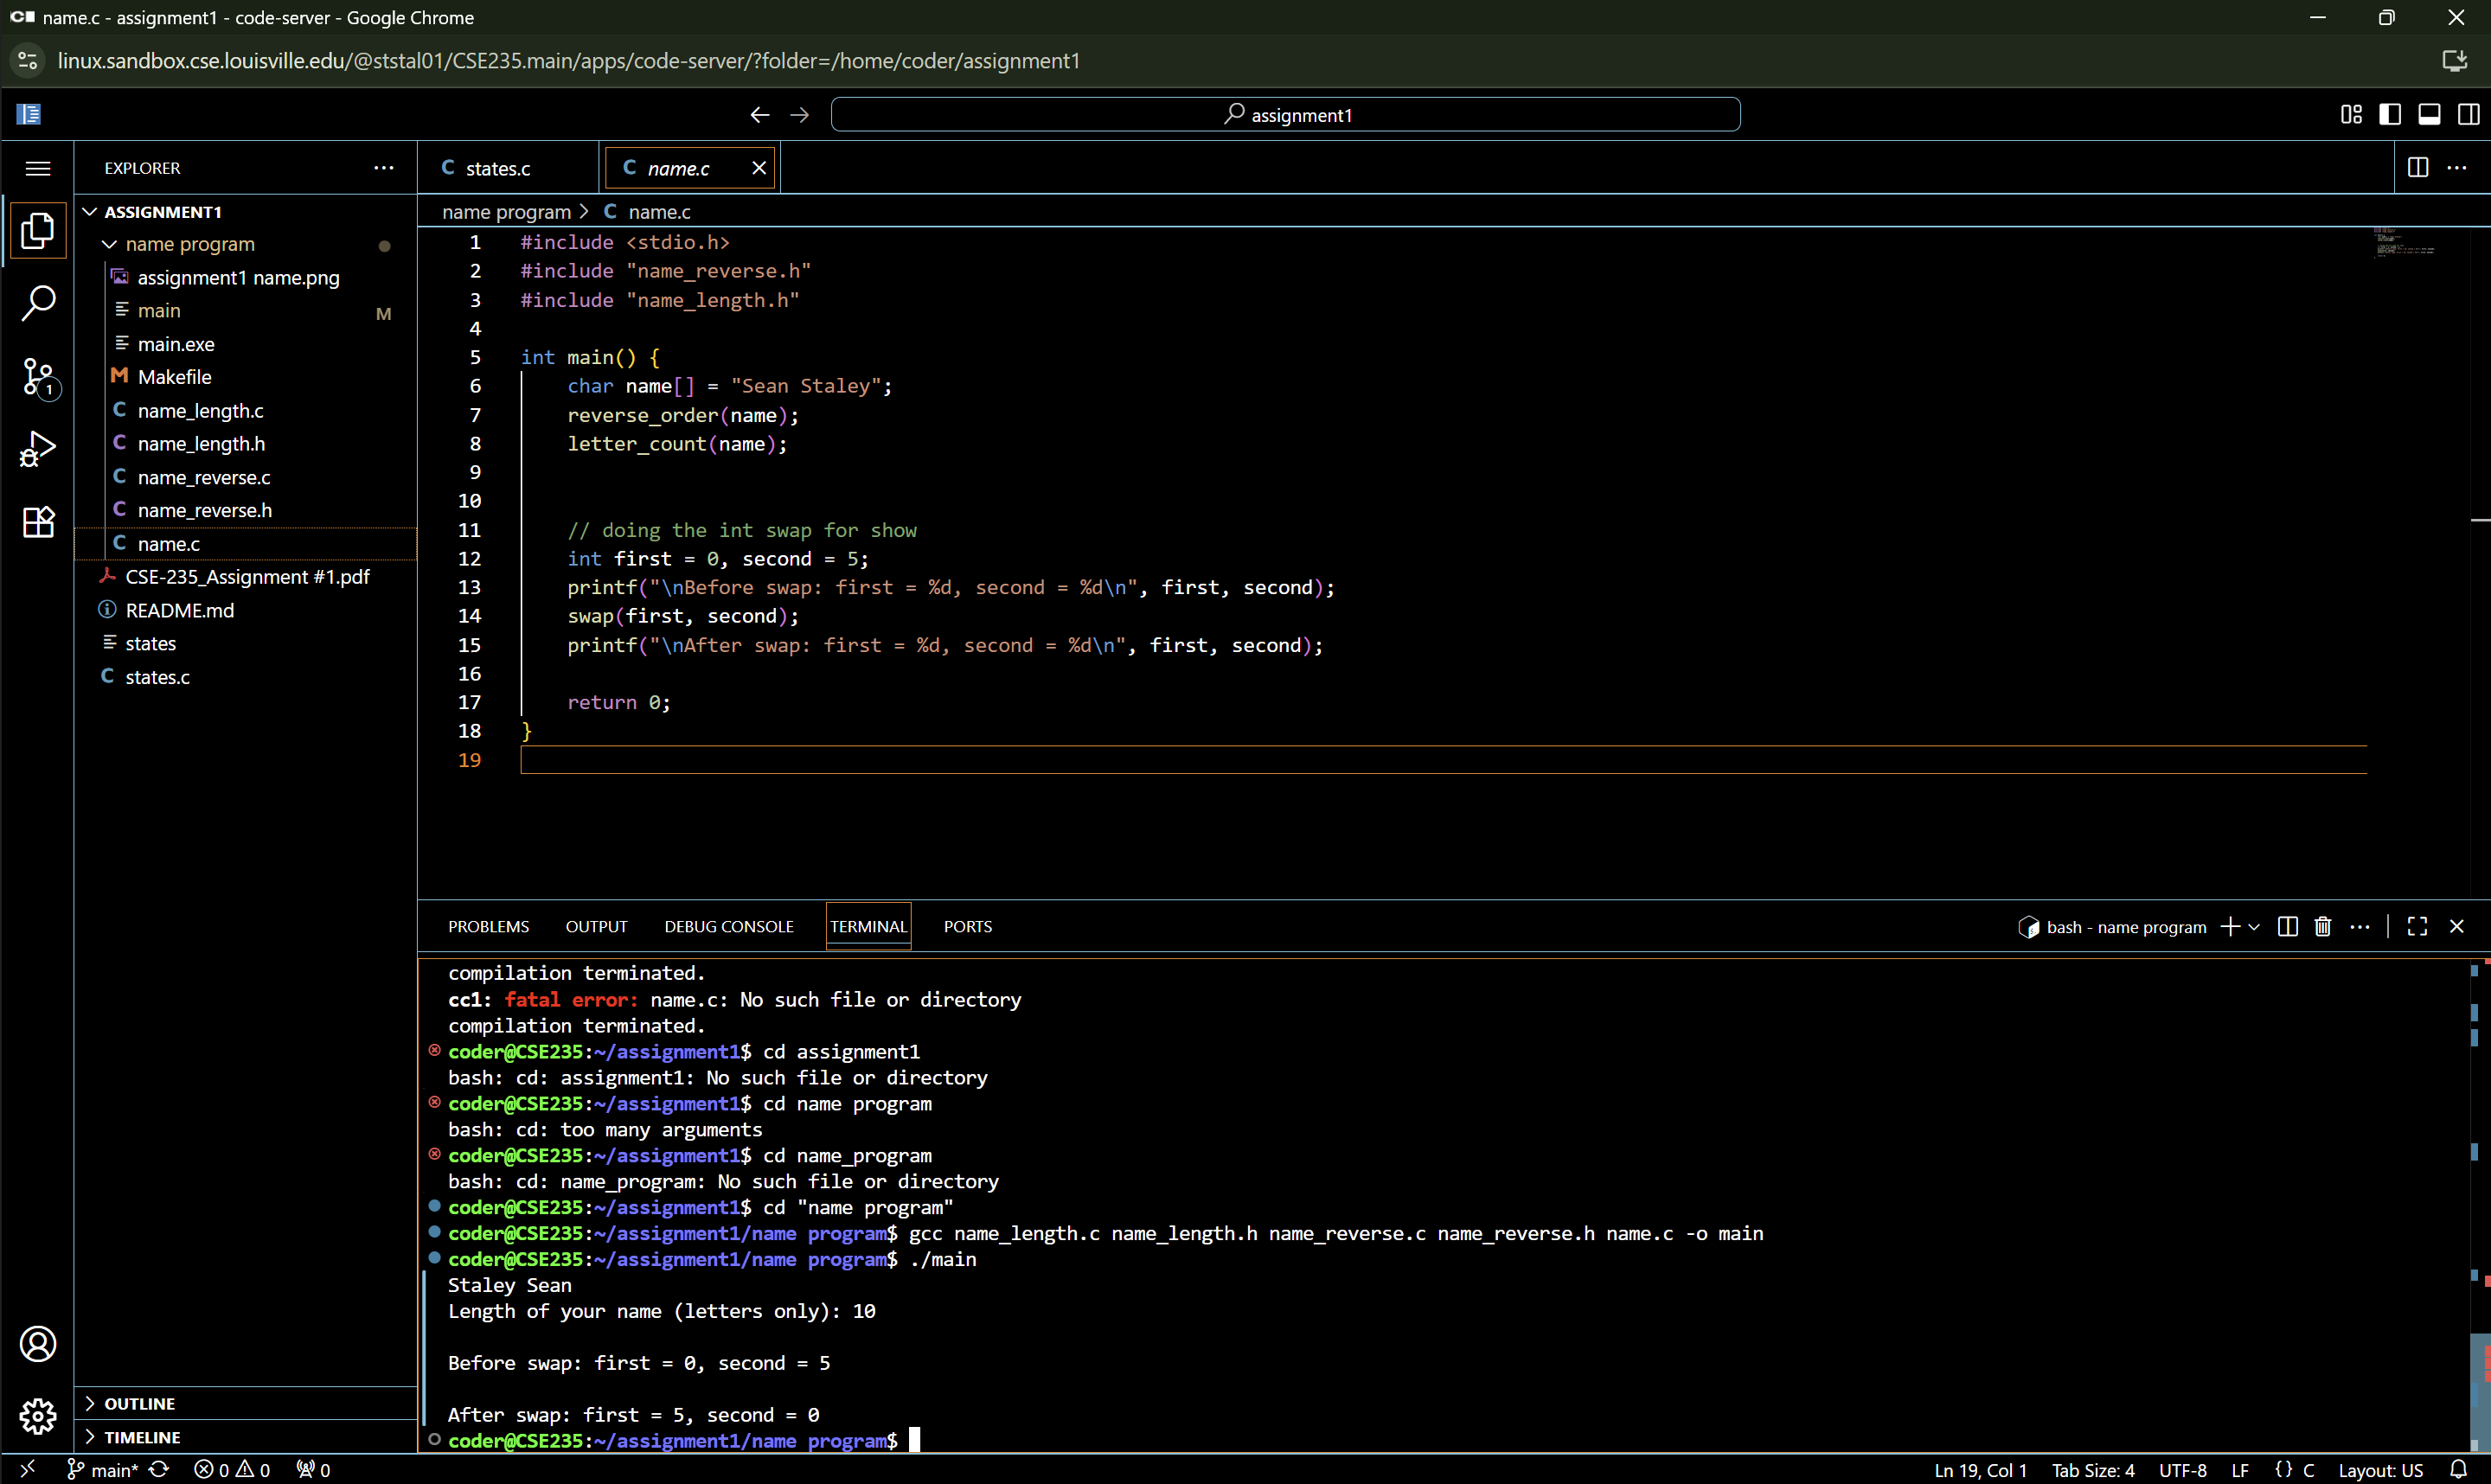 name.c - assignment1 - code-server - Google Chrome
linux.sandbox.cse.louisville.edu/@ststal01/CSE235.main/apps/code-server/?folder=/home/coder/assignment1
assignment1
EXPLORER
ASSIGNMENT1
name program
assignment1 name.png
main M
main.exe
Makefile
name_length.c
name_length.h
name_reverse.c
name_reverse.h
name.c
CSE-235_Assignment #1.pdf
README.md
states
states.c
OUTLINE
TIMELINE
1
states.c name.c
name program > name.c
1 #include <stdio.h>
2 #include "name_reverse.h"
3 #include "name_length.h"
4
5 int main() {
6 char name[] = "Sean Staley";
7 reverse_order(name);
8 letter_count(name);
9
10
11 // doing the int swap for show
12 int first = 0, second = 5;
13 printf("\nBefore swap: first = %d, second = %d\n", first, second);
14 swap(first, second);
15 printf("\nAfter swap: first = %d, second = %d\n", first, second);
16
17 return 0;
18 }
19
PROBLEMS OUTPUT DEBUG CONSOLE TERMINAL PORTS bash - name program
compilation terminated.
cc1: fatal error: name.c: No such file or directory
compilation terminated.
coder@CSE235:~/assignment1$ cd assignment1
bash: cd: assignment1: No such file or directory
coder@CSE235:~/assignment1$ cd name program
bash: cd: too many arguments
coder@CSE235:~/assignment1$ cd name_program
bash: cd: name_program: No such file or directory
coder@CSE235:~/assignment1$ cd "name program"
coder@CSE235:~/assignment1/name program$ gcc name_length.c name_length.h name_reverse.c name_reverse.h name.c -o main
coder@CSE235:~/assignment1/name program$ ./main
Staley Sean
Length of your name (letters only): 10
Before swap: first = 0, second = 5
After swap: first = 5, second = 0
coder@CSE235:~/assignment1/name program$
main* 0 0 0 Ln 19, Col 1 Tab Size: 4 UTF-8 LF {} C Layout: US